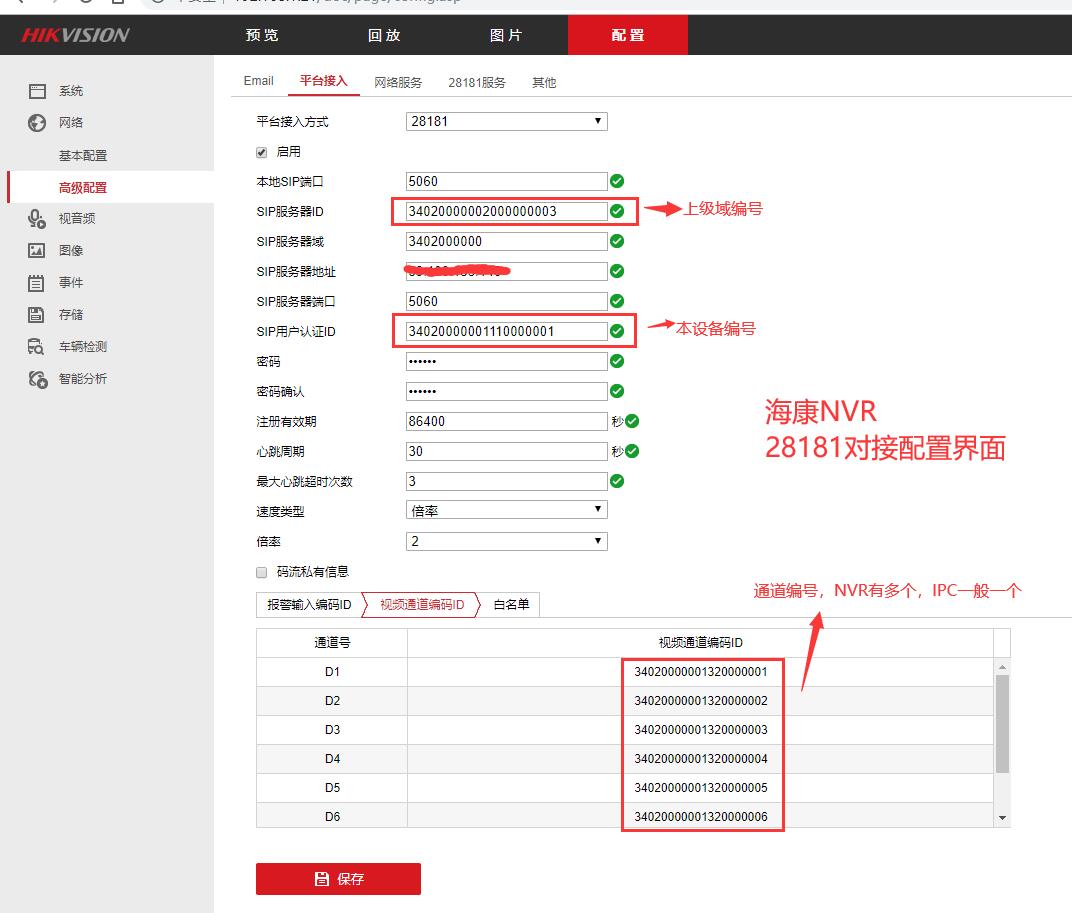 HIKVISION 预览 回放 图片 配置
系统
网络
基本配置
高级配置
视音频
图像
事件
存储
车辆检测
智能分析
Email 平台接入 网络服务 28181服务 其他
平台接入方式 28181
启用
本地SIP端口 5060
SIP服务器ID 34020000002000000003 上级域编号
SIP服务器域 3402000000
SIP服务器地址
SIP服务器端口 5060
SIP用户认证ID 34020000001110000001 本设备编号
密码 ••••••
密码确认 ••••••
注册有效期 86400 秒
心跳周期 30 秒
最大心跳超时次数 3
速度类型 倍率
倍率 2
码流私有信息
海康NVR
28181对接配置界面
报警输入编码ID 视频通道编码ID 白名单
通道编号，NVR有多个，IPC一般一个
通道号 视频通道编码ID
D1 34020000001320000001
D2 34020000001320000002
D3 34020000001320000003
D4 34020000001320000004
D5 34020000001320000005
D6 34020000001320000006
保存